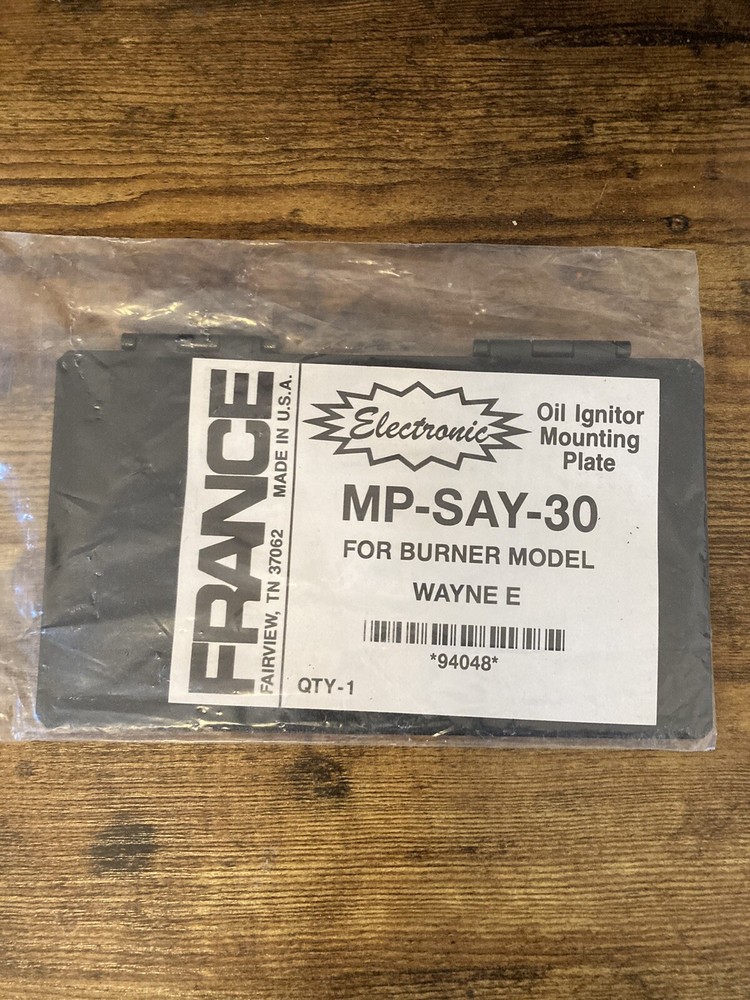 FRANCE
FAIRVIEW, TN 37062 MADE IN U.S.A.
Electronic
Oil Ignitor
Mounting
Plate
MP-SAY-30
FOR BURNER MODEL
WAYNE E
*94048*
QTY-1